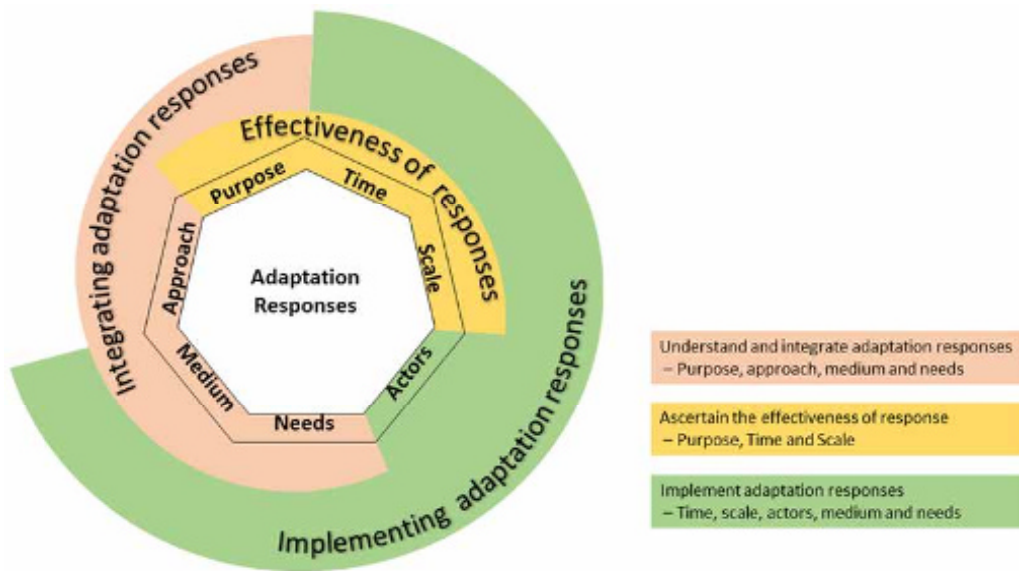 Integrating adaptation responses
Effectiveness of responses
Implementing adaptation responses
Purpose
Time
Scale
Actors
Needs
Medium
Approach
Adaptation
Responses
Understand and integrate adaptation responses
– Purpose, approach, medium and needs
Ascertain the effectiveness of response
– Purpose, Time and Scale
Implement adaptation responses
– Time, scale, actors, medium and needs